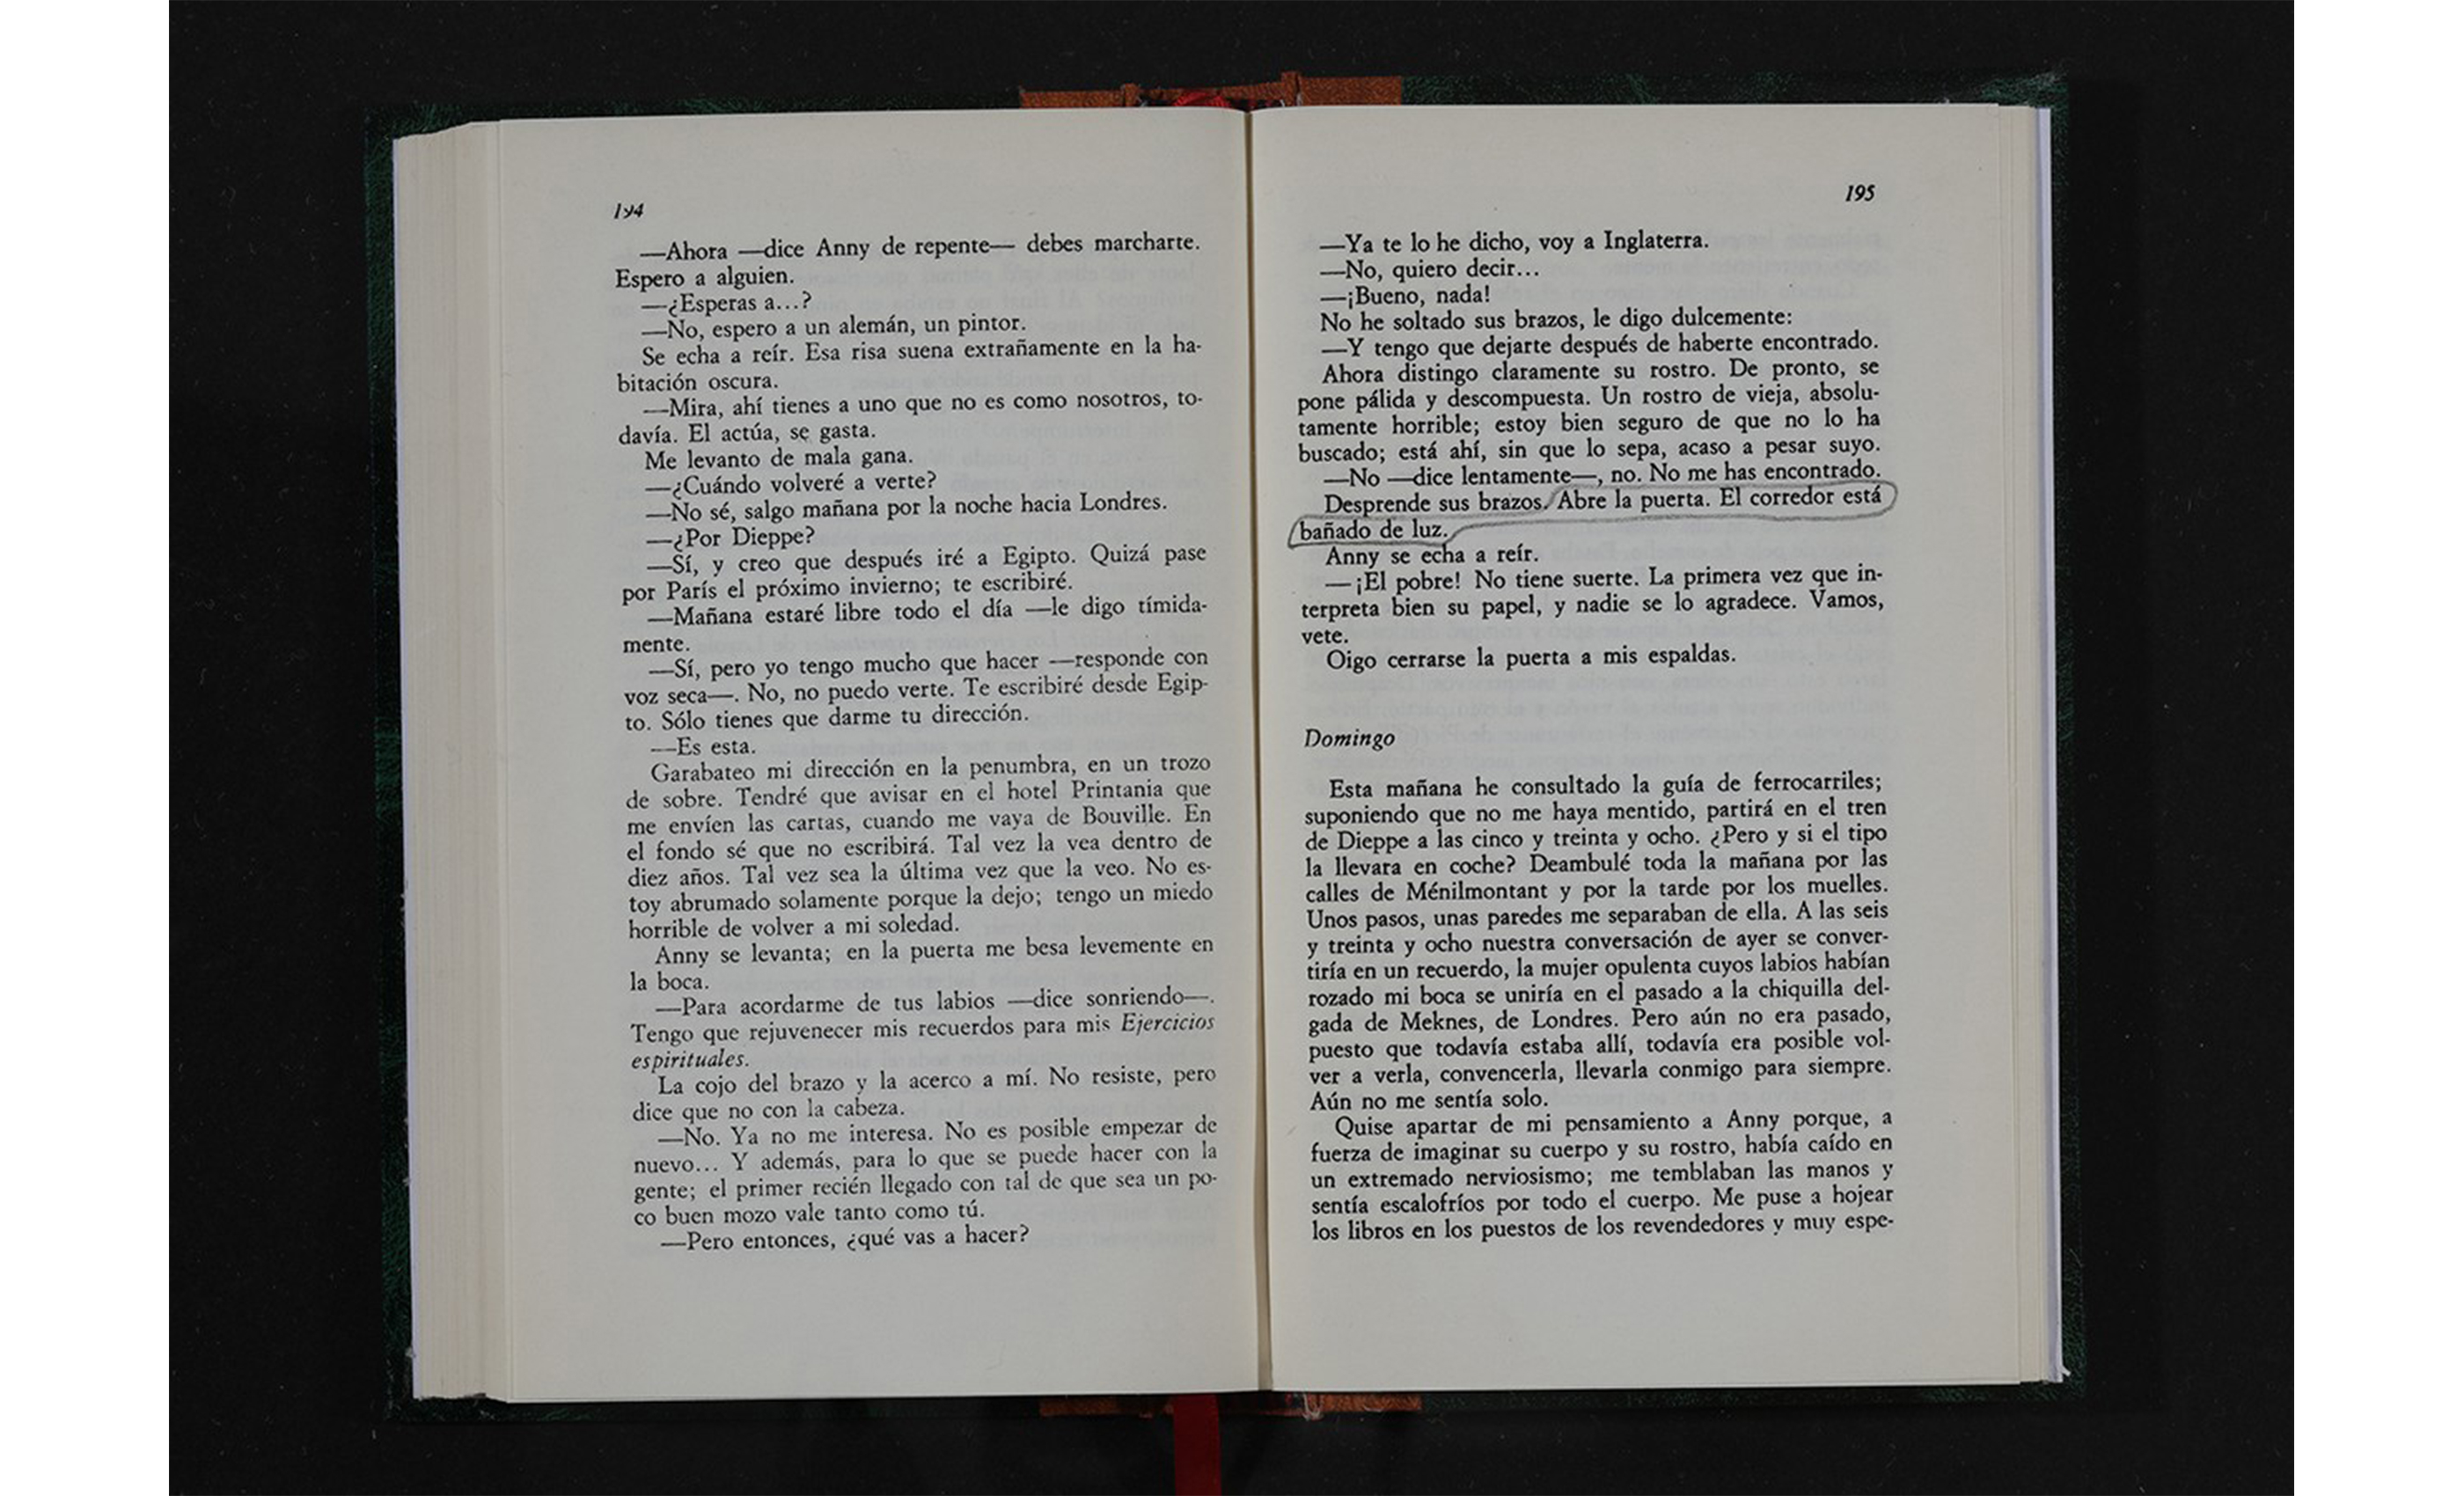 194
—Ahora —dice Anny de repente— debes marcharte.
Espero a alguien.
—¿Esperas a...?
—No, espero a un alemán, un pintor.
Se echa a reír. Esa risa suena extrañamente en la ha-
bitación oscura.
—Mira, ahí tienes a uno que no es como nosotros, to-
davía. El actúa, se gasta.
Me levanto de mala gana.
—¿Cuándo volveré a verte?
—No sé, salgo mañana por la noche hacia Londres.
—¿Por Dieppe?
—Sí, y creo que después iré a Egipto. Quizá pase
por París el próximo invierno; te escribiré.
—Mañana estaré libre todo el día —le digo tímida-
mente.
—Sí, pero yo tengo mucho que hacer —responde con
voz seca—. No, no puedo verte. Te escribiré desde Egip-
to. Sólo tienes que darme tu dirección.
—Es esta.
Garabateo mi dirección en la penumbra, en un trozo
de sobre. Tendré que avisar en el hotel Printania que
me envíen las cartas, cuando me vaya de Bouville. En
el fondo sé que no escribirá. Tal vez la vea dentro de
diez años. Tal vez sea la última vez que la veo. No es-
toy abrumado solamente porque la dejo; tengo un miedo
horrible de volver a mi soledad.
Anny se levanta; en la puerta me besa levemente en
la boca.
—Para acordarme de tus labios —dice sonriendo—.
Tengo que rejuvenecer mis recuerdos para mis Ejercicios
espirituales.
La cojo del brazo y la acerco a mí. No resiste, pero
dice que no con la cabeza.
—No. Ya no me interesa. No es posible empezar de
nuevo... Y además, para lo que se puede hacer con la
gente; el primer recién llegado con tal de que sea un po-
co buen mozo vale tanto como tú.
—Pero entonces, ¿qué vas a hacer?
195
—Ya te lo he dicho, voy a Inglaterra.
—No, quiero decir...
—¡Bueno, nada!
No he soltado sus brazos, le digo dulcemente:
—Y tengo que dejarte después de haberte encontrado.
Ahora distingo claramente su rostro. De pronto, se
pone pálida y descompuesta. Un rostro de vieja, absolu-
tamente horrible; estoy bien seguro de que no lo ha
buscado; está ahí, sin que lo sepa, acaso a pesar suyo.
—No —dice lentamente—, no. No me has encontrado.
Desprende sus brazos. Abre la puerta. El corredor está
bañado de luz.
Anny se echa a reír.
—¡El pobre! No tiene suerte. La primera vez que in-
terpreta bien su papel, y nadie se lo agradece. Vamos,
vete.
Oigo cerrarse la puerta a mis espaldas.
Domingo
Esta mañana he consultado la guía de ferrocarriles;
suponiendo que no me haya mentido, partirá en el tren
de Dieppe a las cinco y treinta y ocho. ¿Pero y si el tipo
la llevara en coche? Deambulé toda la mañana por las
calles de Ménilmontant y por la tarde por los muelles.
Unos pasos, unas paredes me separaban de ella. A las seis
y treinta y ocho nuestra conversación de ayer se conver-
tiría en un recuerdo, la mujer opulenta cuyos labios habían
rozado mi boca se uniría en el pasado a la chiquilla del-
gada de Meknes, de Londres. Pero aún no era pasado,
puesto que todavía estaba allí, todavía era posible vol-
ver a verla, convencerla, llevarla conmigo para siempre.
Aún no me sentía solo.
Quise apartar de mi pensamiento a Anny porque, a
fuerza de imaginar su cuerpo y su rostro, había caído en
un extremado nerviosismo; me temblaban las manos y
sentía escalofríos por todo el cuerpo. Me puse a hojear
los libros en los puestos de los revendedores y muy espe-